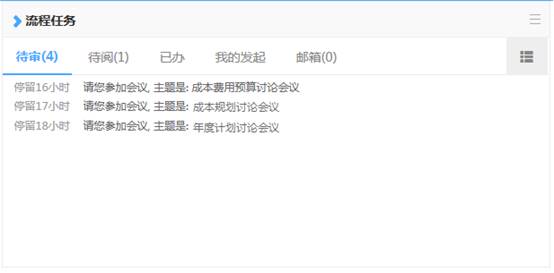 流程任务
待审(4) 待阅(1) 已办 我的发起 邮箱(0)
停留16小时 请您参加会议, 主题是: 成本费用预算讨论会议
停留17小时 请您参加会议, 主题是: 成本规划讨论会议
停留18小时 请您参加会议, 主题是: 年度计划讨论会议